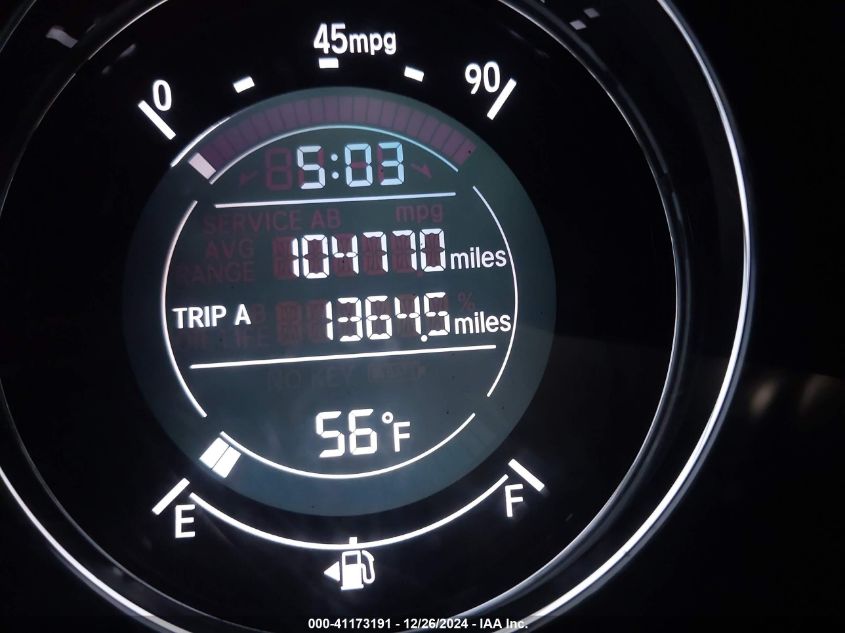 45mpg
0 90
5:03
SERVICE AB mpg
AVG
104770 miles
RANGE
TRIP A 1364.5 miles
%
NO KEY
56°F
E F
000-41173191 - 12/26/2024 - IAA, Inc.